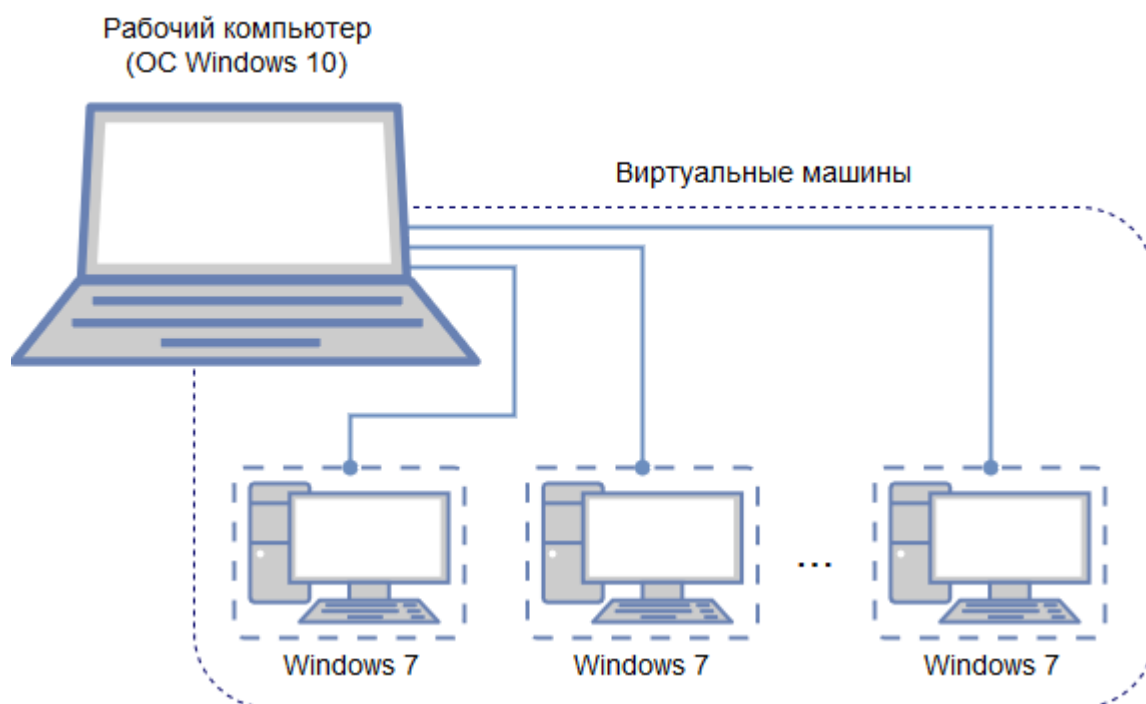 Рабочий компьютер
(ОС Windows 10)
Виртуальные машины
...
Windows 7
Windows 7
Windows 7